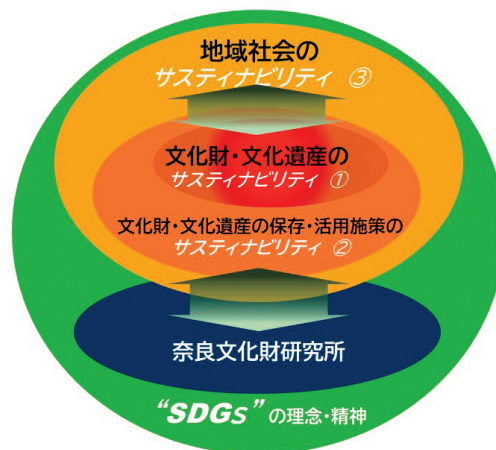 地域社会の
サスティナビリティ ③
文化財・文化遺産の
サスティナビリティ ①
文化財・文化遺産の保存・活用施策の
サスティナビリティ ②
奈良文化財研究所
“SDGs”の理念・精神